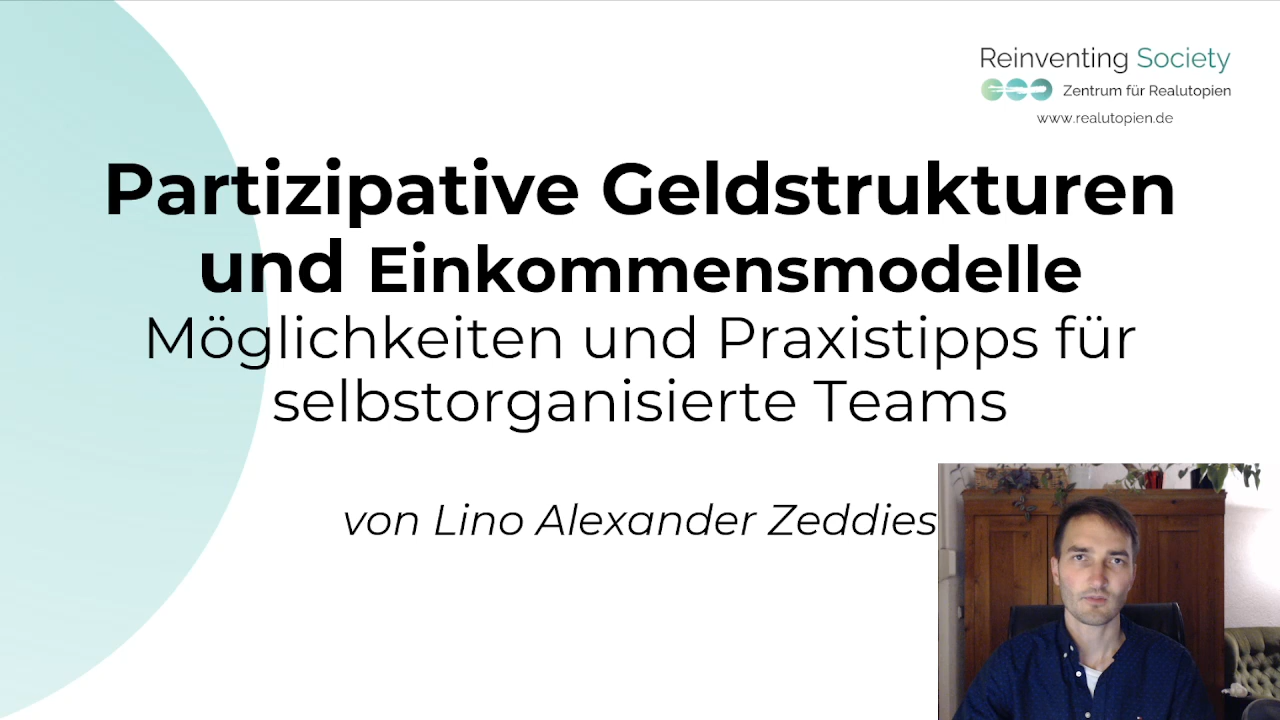 Reinventing Society
Zentrum für Realutopien
www.realutopien.de
Partizipative Geldstrukturen
und Einkommensmodelle
Möglichkeiten und Praxistipps für
selbstorganisierte Teams
von Lino Alexander Zeddies